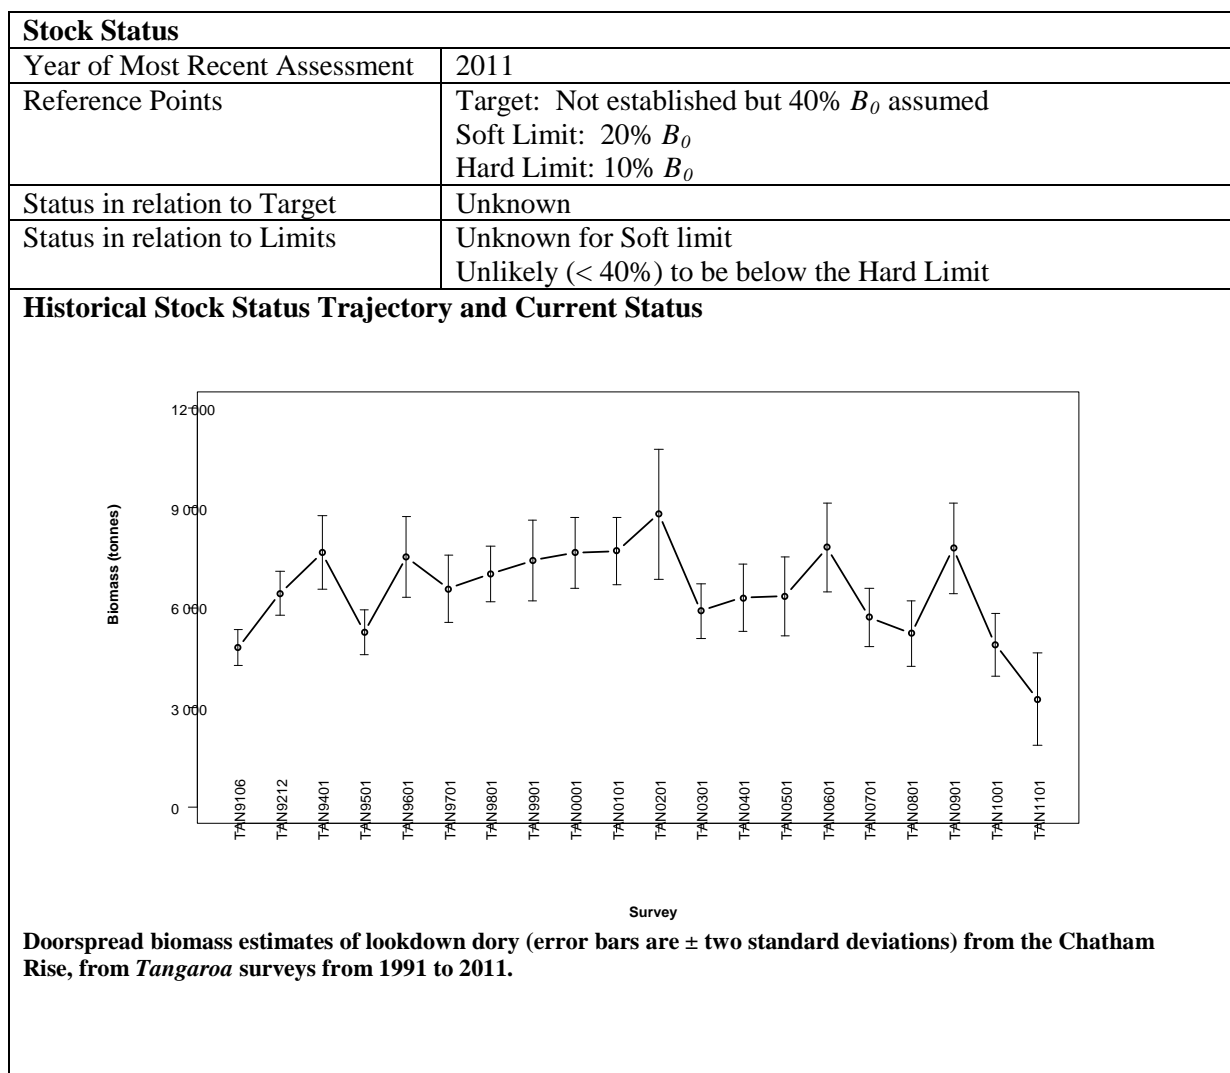 Stock Status
Year of Most Recent Assessment 2011
Reference Points Target: Not established but 40% B0 assumed
Soft Limit: 20% B0
Hard Limit: 10% B0
Status in relation to Target Unknown
Status in relation to Limits Unknown for Soft limit
Unlikely (< 40%) to be below the Hard Limit
Historical Stock Status Trajectory and Current Status
12 000
9 000
6 000
3 000
0
Biomass (tonnes)
TAN9106
TAN9212
TAN9401
TAN9501
TAN9601
TAN9701
TAN9801
TAN9901
TAN0001
TAN0101
TAN0201
TAN0301
TAN0401
TAN0501
TAN0601
TAN0701
TAN0801
TAN0901
TAN1001
TAN1101
Survey
Doorspread biomass estimates of lookdown dory (error bars are ± two standard deviations) from the Chatham
Rise, from Tangaroa surveys from 1991 to 2011.